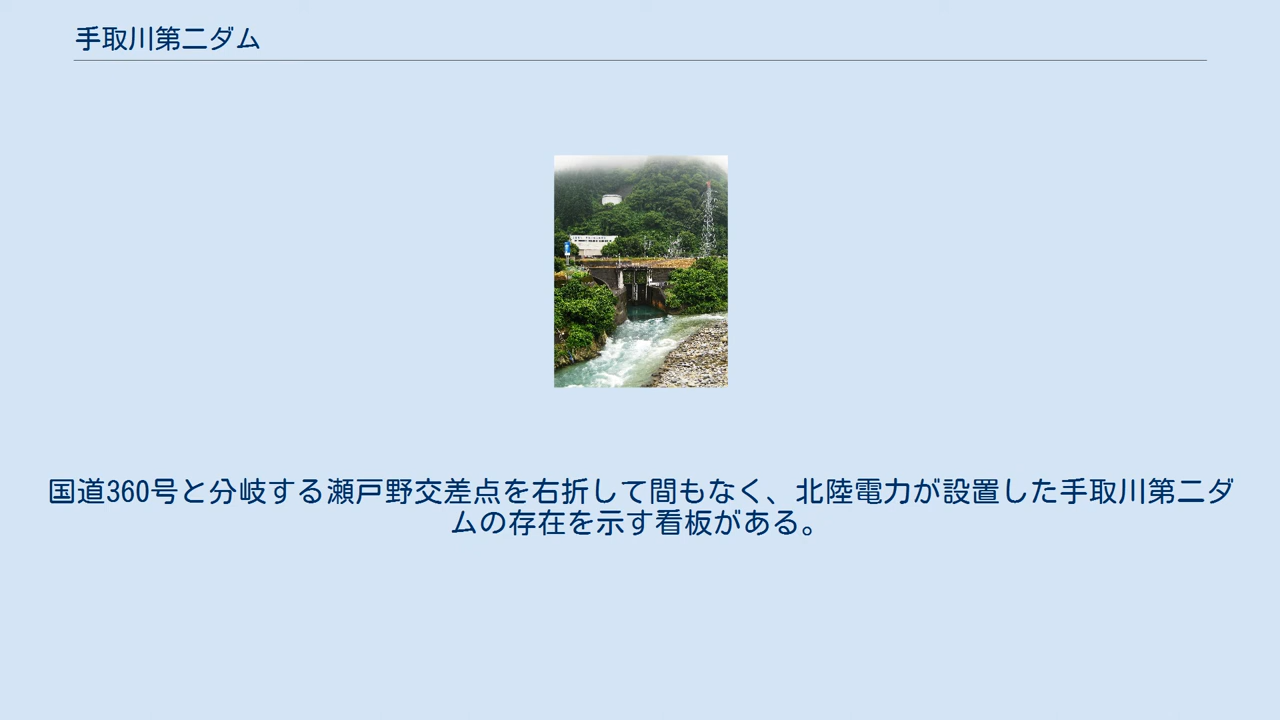 手取川第二ダム
国道360号と分岐する瀬戸野交差点を右折して間もなく、北陸電力が設置した手取川第二ダ
ムの存在を示す看板がある。